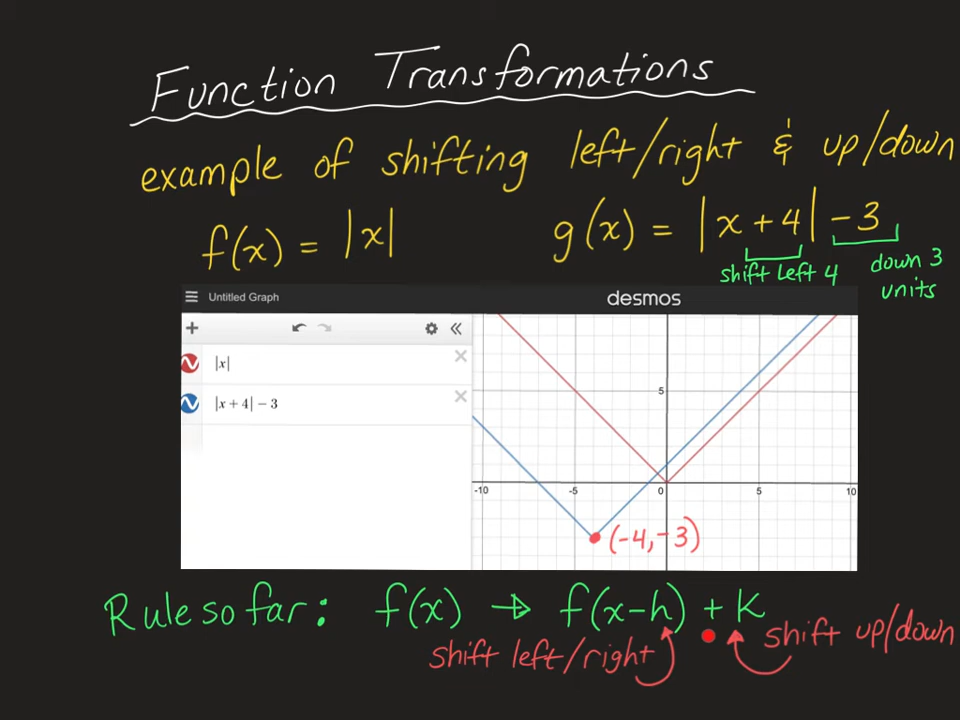 Function Transformations
example of shifting left/right & up/down
f(x) = |x| g(x) = |x+4| -3
shift left 4 down 3 units
Untitled Graph desmos
|x|
|x + 4| − 3
5
-10 -5 0 5 10
(-4,-3)
Rule so far: f(x) → f(x-h) + k
shift left/right shift up/down